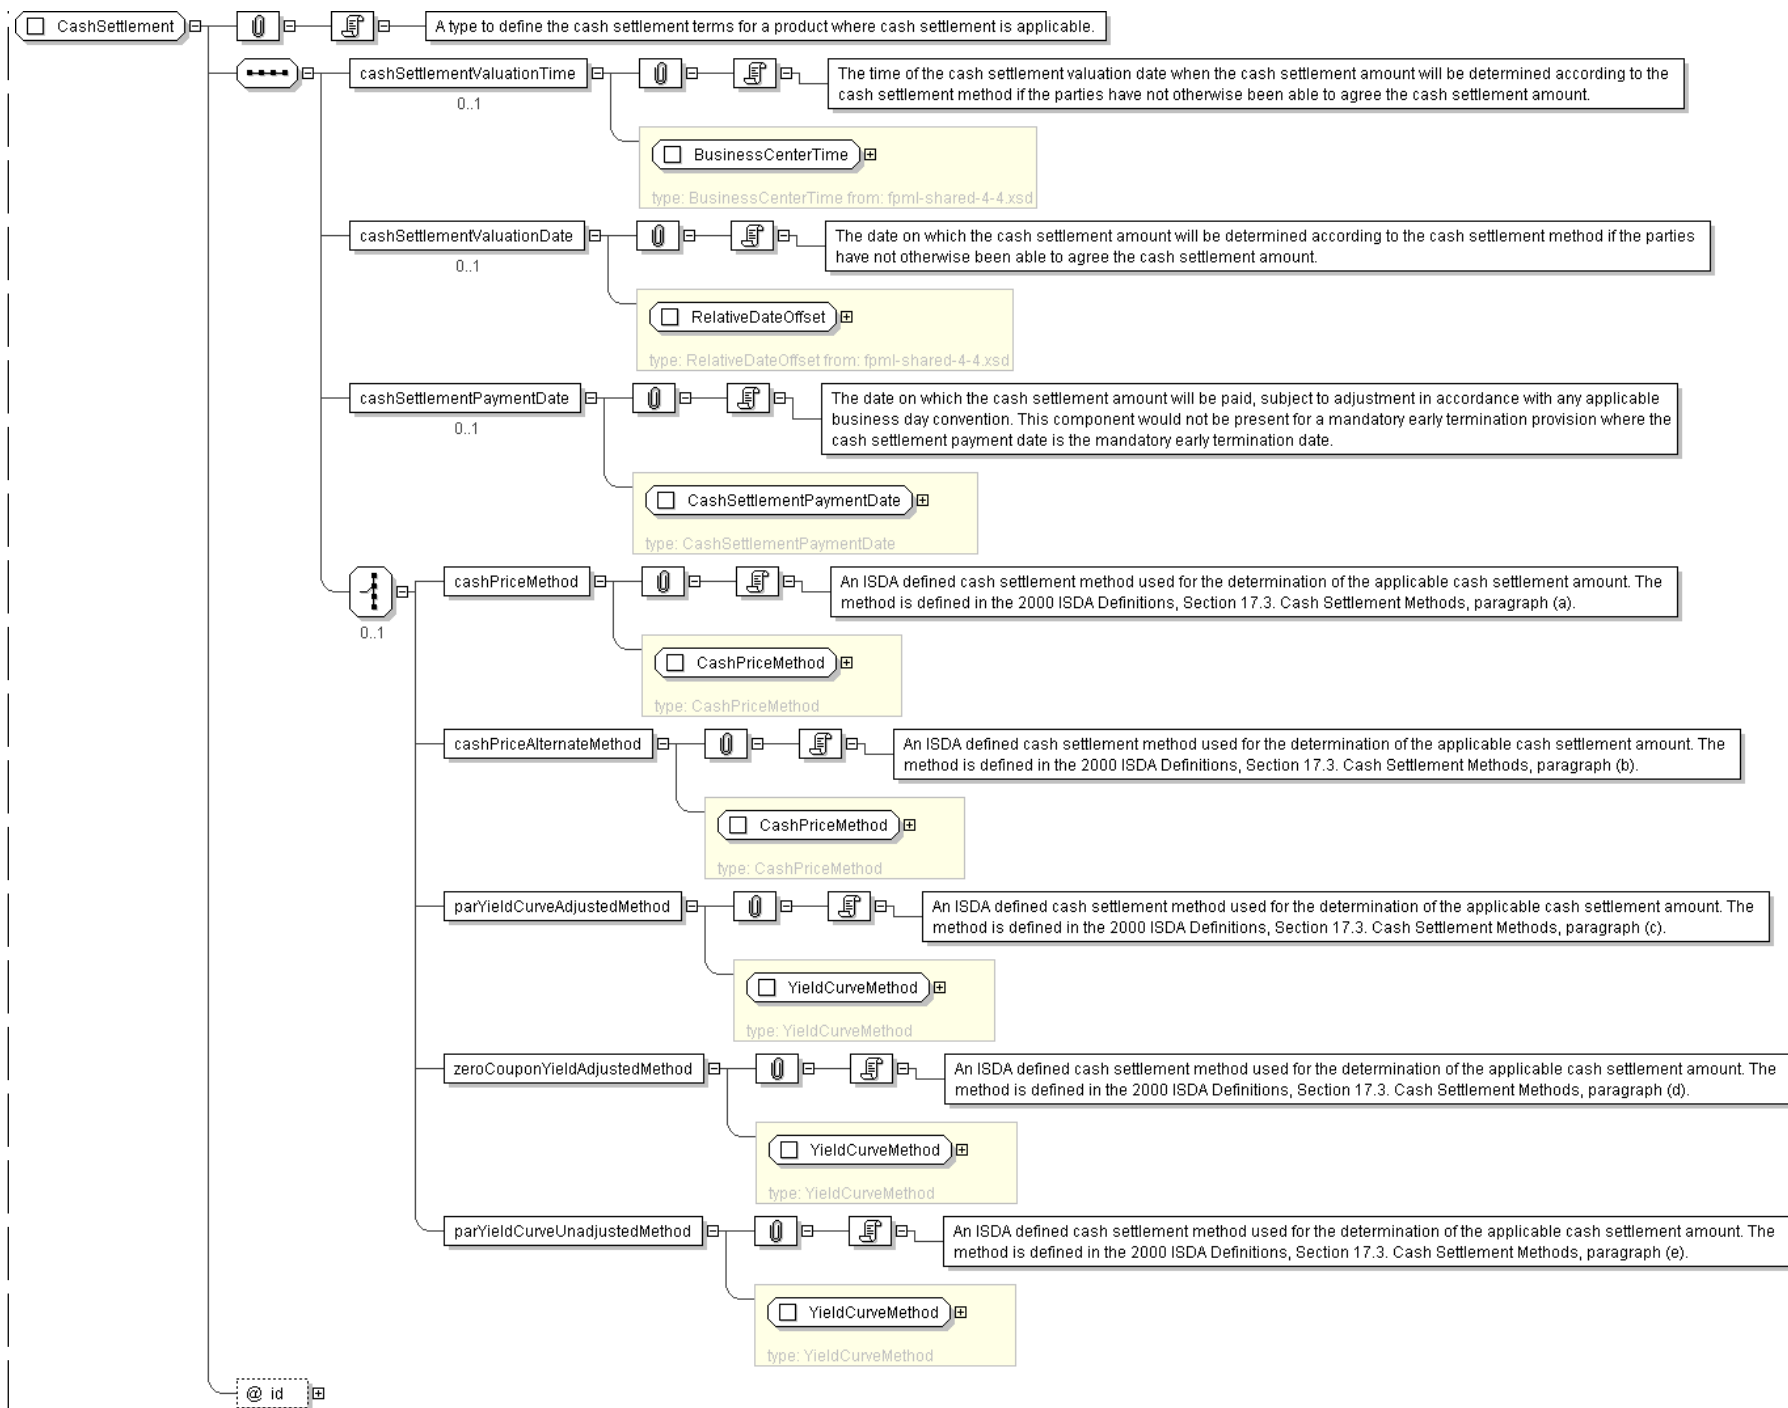 CashSettlement
A type to define the cash settlement terms for a product where cash settlement is applicable.
cashSettlementValuationTime
0..1
The time of the cash settlement valuation date when the cash settlement amount will be determined according to the
cash settlement method if the parties have not otherwise been able to agree the cash settlement amount.
BusinessCenterTime
type: BusinessCenterTime from: fpml-shared-4-4.xsd
cashSettlementValuationDate
0..1
The date on which the cash settlement amount will be determined according to the cash settlement method if the parties
have not otherwise been able to agree the cash settlement amount.
RelativeDateOffset
type: RelativeDateOffset from: fpml-shared-4-4.xsd
cashSettlementPaymentDate
0..1
The date on which the cash settlement amount will be paid, subject to adjustment in accordance with any applicable
business day convention. This component would not be present for a mandatory early termination provision where the
cash settlement payment date is the mandatory early termination date.
CashSettlementPaymentDate
type: CashSettlementPaymentDate
0..1
cashPriceMethod
An ISDA defined cash settlement method used for the determination of the applicable cash settlement amount. The
method is defined in the 2000 ISDA Definitions, Section 17.3. Cash Settlement Methods, paragraph (a).
CashPriceMethod
type: CashPriceMethod
cashPriceAlternateMethod
An ISDA defined cash settlement method used for the determination of the applicable cash settlement amount. The
method is defined in the 2000 ISDA Definitions, Section 17.3. Cash Settlement Methods, paragraph (b).
CashPriceMethod
type: CashPriceMethod
parYieldCurveAdjustedMethod
An ISDA defined cash settlement method used for the determination of the applicable cash settlement amount. The
method is defined in the 2000 ISDA Definitions, Section 17.3. Cash Settlement Methods, paragraph (c).
YieldCurveMethod
type: YieldCurveMethod
zeroCouponYieldAdjustedMethod
An ISDA defined cash settlement method used for the determination of the applicable cash settlement amount. The
method is defined in the 2000 ISDA Definitions, Section 17.3. Cash Settlement Methods, paragraph (d).
YieldCurveMethod
type: YieldCurveMethod
parYieldCurveUnadjustedMethod
An ISDA defined cash settlement method used for the determination of the applicable cash settlement amount. The
method is defined in the 2000 ISDA Definitions, Section 17.3. Cash Settlement Methods, paragraph (e).
YieldCurveMethod
type: YieldCurveMethod
@ id